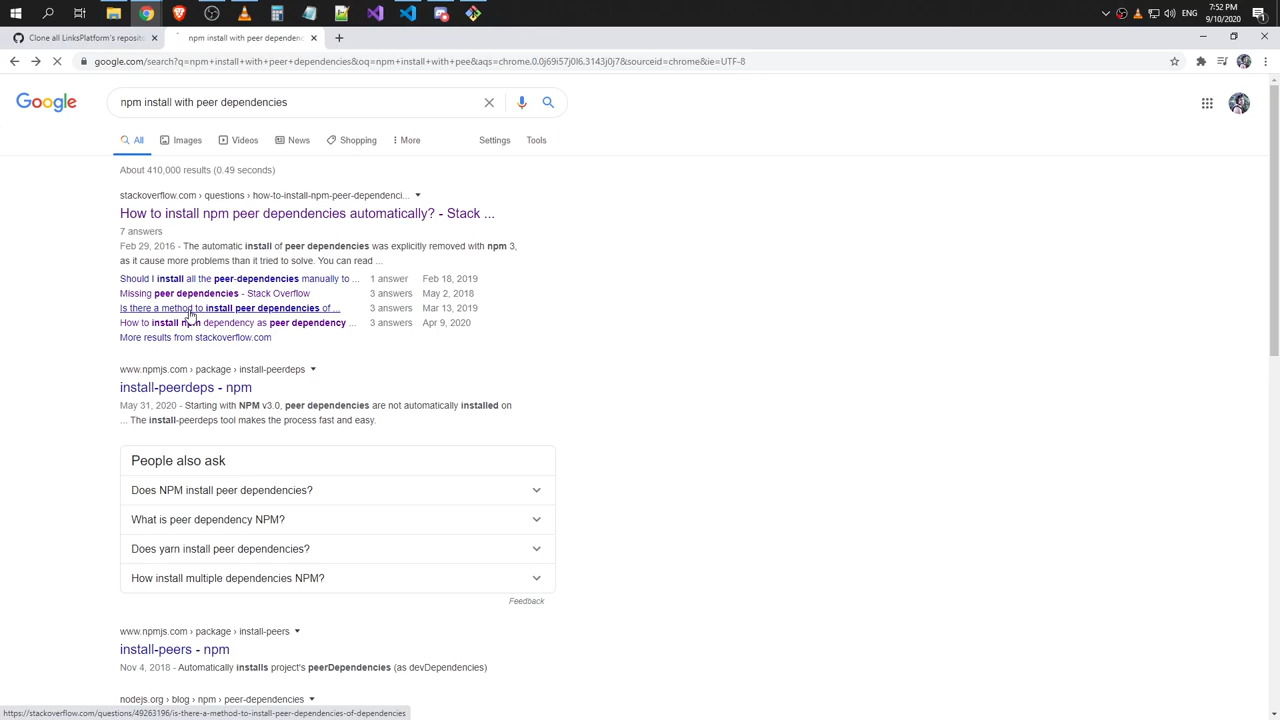 7:52 PM
ENG
9/10/2020
Clone all LinksPlatform's reposito
npm install with peer dependenc
google.com/search?q=npm+install+with+peer+dependencies&oq=npm+install+with+pee&aqs=chrome.0.0j69i57j0l6.3143j0j7&sourceid=chrome&ie=UTF-8
Google
npm install with peer dependencies
All
Images
Videos
News
Shopping
More
Settings
Tools
About 410,000 results (0.49 seconds)
stackoverflow.com › questions › how-to-install-npm-peer-dependenci...
How to install npm peer dependencies automatically? - Stack ...
7 answers
Feb 29, 2016 - The automatic install of peer dependencies was explicitly removed with npm 3,
as it cause more problems than it tried to solve. You can read ...
Should I install all the peer-dependencies manually to ... 1 answer Feb 18, 2019
Missing peer dependencies - Stack Overflow 3 answers May 2, 2018
Is there a method to install peer dependencies of ... 3 answers Mar 13, 2019
How to install npm dependency as peer dependency ... 3 answers Apr 9, 2020
More results from stackoverflow.com
www.npmjs.com › package › install-peerdeps
install-peerdeps - npm
May 31, 2020 - Starting with NPM v3.0, peer dependencies are not automatically installed on
... The install-peerdeps tool makes the process fast and easy.
People also ask
Does NPM install peer dependencies?
What is peer dependency NPM?
Does yarn install peer dependencies?
How install multiple dependencies NPM?
Feedback
www.npmjs.com › package › install-peers
install-peers - npm
Nov 4, 2018 - Automatically installs project's peerDependencies (as devDependencies)
nodejs.org › blog › npm › peer-dependencies
https://stackoverflow.com/questions/49263196/is-there-a-method-to-install-peer-dependencies-of-dependencies